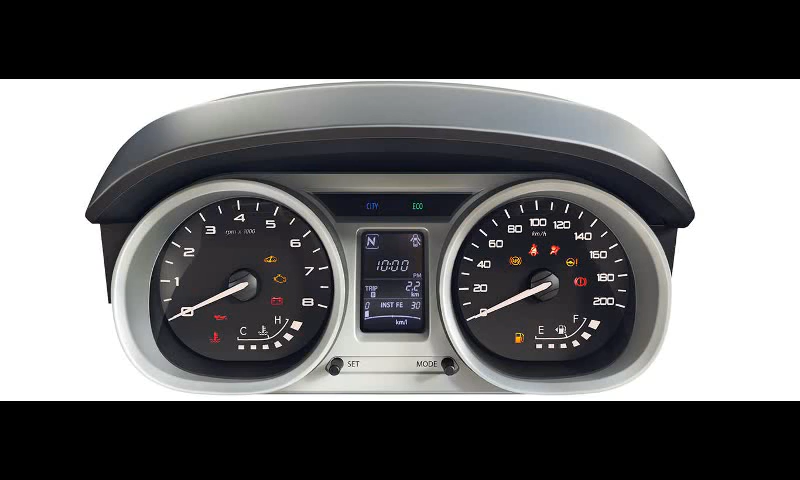 CITY ECO
0
1
2
3
4
5
6
7
8
rpm x 1000
C H
N
10:00
PM
TRIP
B
2.2
km
0 INST FE 30
km/l
SET MODE
0
20
40
60
80
100
120
140
160
180
200
km/h
ABS
E F